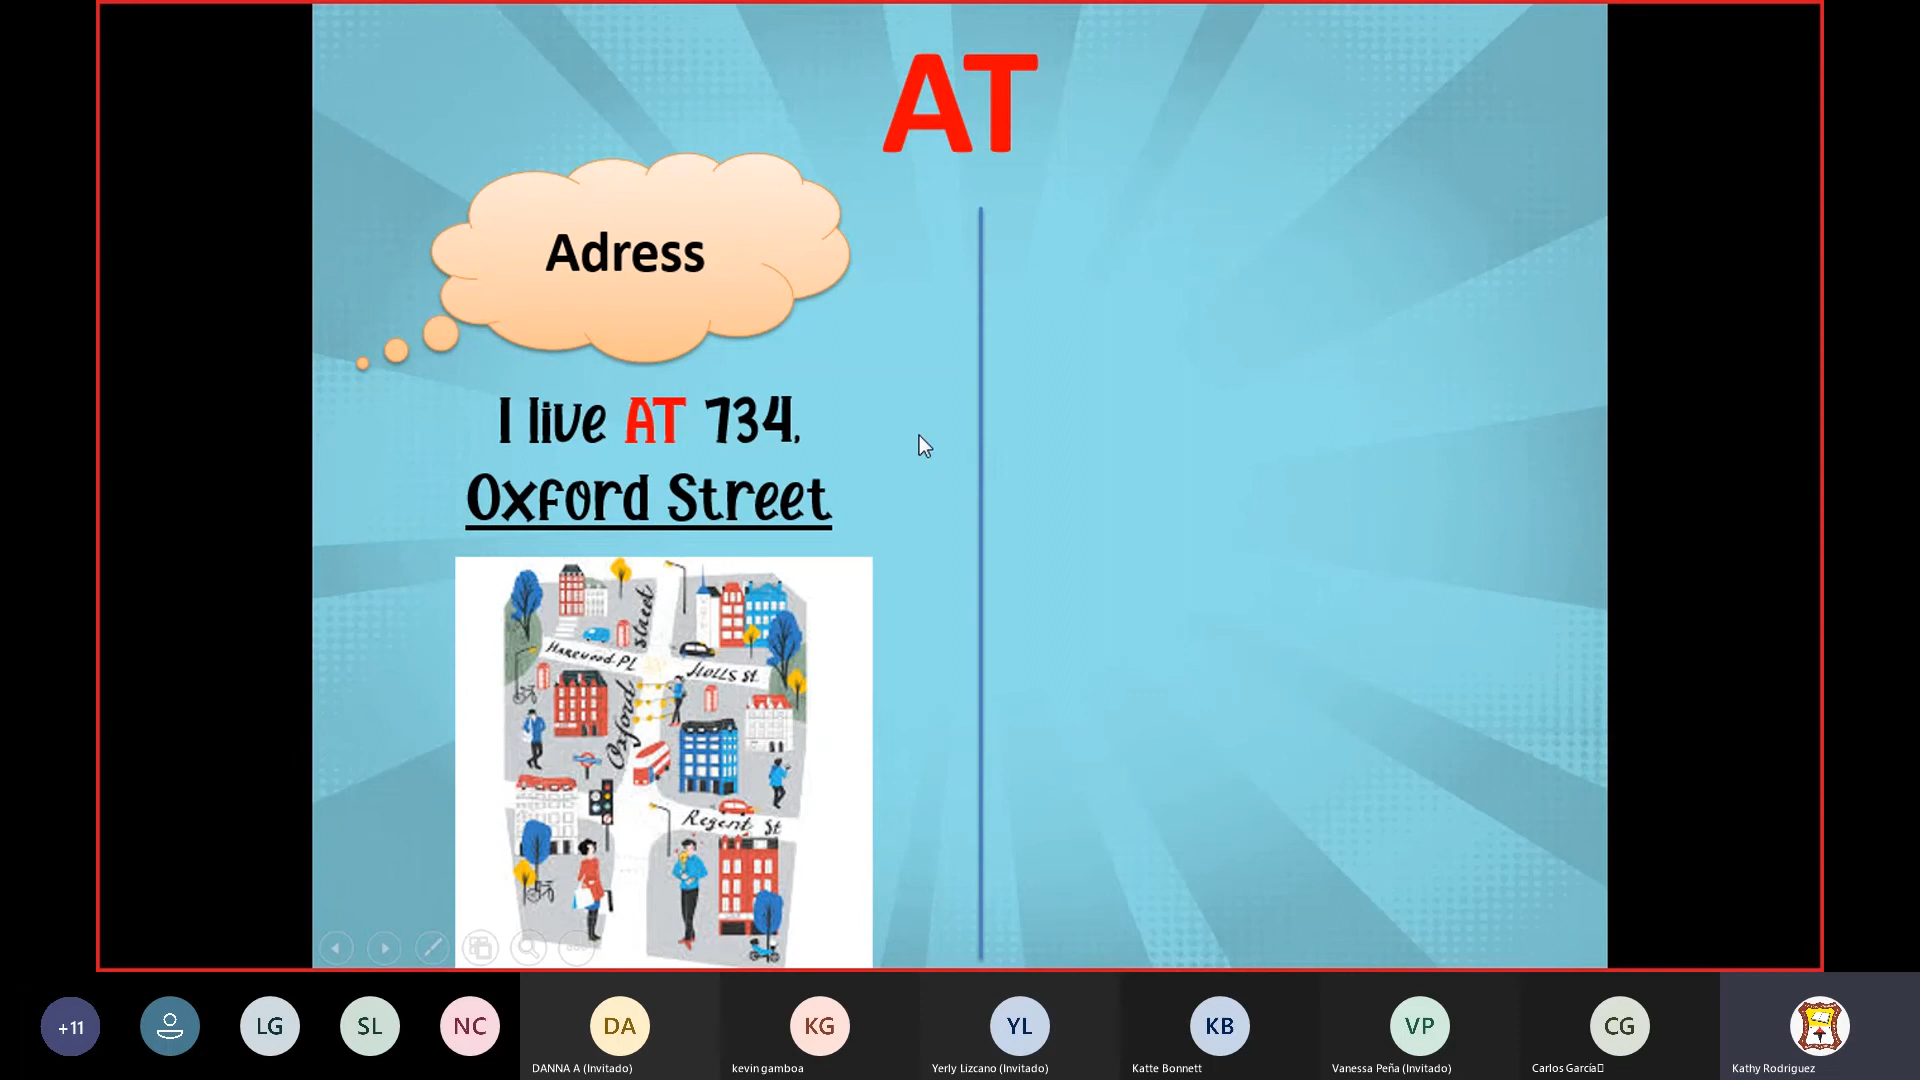 AT
Adress
I live AT 734,
Oxford Street
street
Harewood PL
Holls St
Oxford
Regent St
+11
LG
SL
NC
DA
KG
YL
KB
VP
CG
DANNA A (Invitado)
kevin gamboa
Yerly Lizcano (Invitado)
Katte Bonnett
Vanessa Peña (Invitado)
Carlos García
Kathy Rodriguez